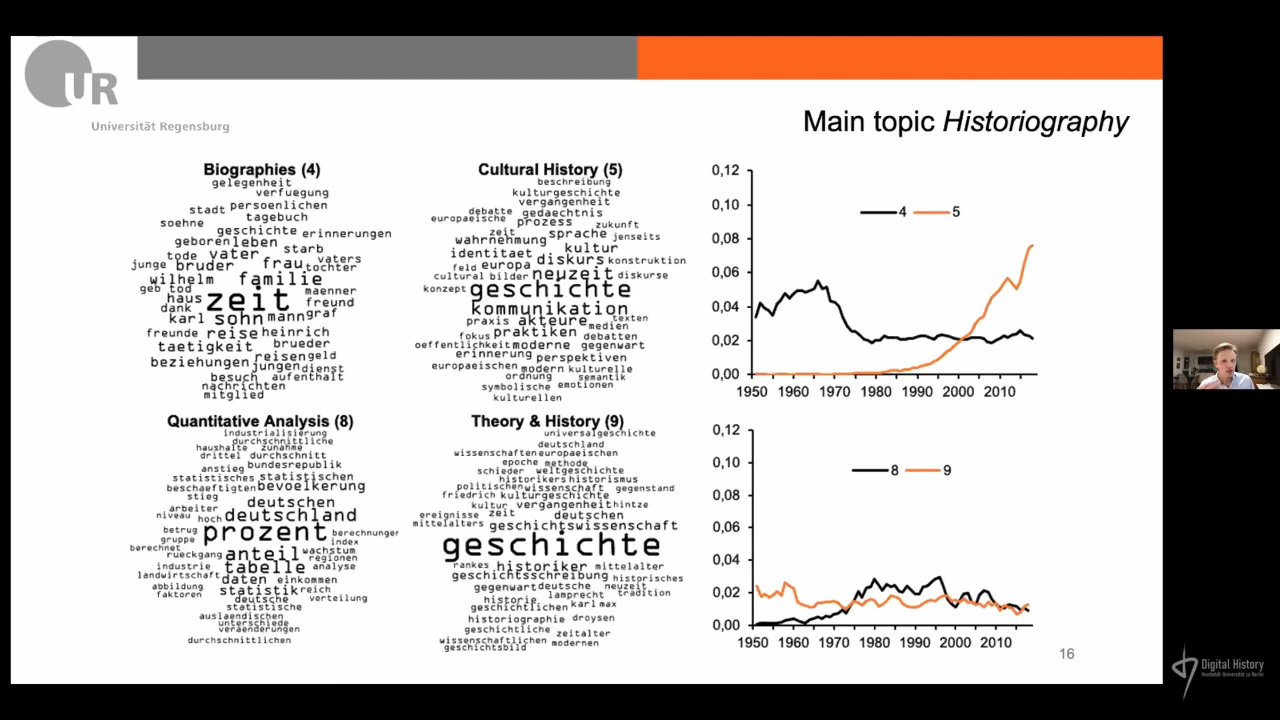 UR
Universität Regensburg
Main topic Historiography
Biographies (4)
gelegenheit
verfuegung
persoenlichen
stadt
tagebuch
soehne
geschichte erinnerungen
geboren leben
starb
tode vater
vaters
junge bruder frau tochter
wilhelm familie
geb tod
maenner
haus zeit freund
dank
karl sohn mann graf
freunde reise heinrich
taetigkeit brueder
beziehungen reisen geld
jungen dienst
besuch aufenthalt
nachrichten
mitglied
Cultural History (5)
beschreibung
kulturgeschichte
vergangenheit
debatte gedaechtnis
europaeische prozess zukunft
zeit sprache jenseits
wahrnehmung kultur
identitaet diskurs konstruktion
feld europa
cultural bilder neuzeit diskurse
konzept geschichte
kommunikation
praxis akteure texten
praktiken medien
fokus debatten
oeffentlichkeit moderne gegenwart
erinnerung perspektiven
europaeischen modern kulturelle
ordnung semantik
symbolische emotionen
kulturellen
0,12
0,10
0,08
0,06
0,04
0,02
0,00
4 5
1950 1960 1970 1980 1990 2000 2010
Quantitative Analysis (8)
industrialisierung
durchschnittliche
haushalte zunahme
drittel durchschnitt
anstieg bundesrepublik
statistisches statistischen
beschaeftigten bevoelkerung
stieg
arbeiter deutschen
niveau hoch deutschland
betrug prozent berechnungen
gruppe index
berechnet anteil wachstum
rueckgang regionen
industrie tabelle analyse
landwirtschaft daten einkommen
abbildung statistik reich
faktoren deutsche verteilung
statistische
auslaendischen
unterschiede
veraenderungen
durchschnittlichen
Theory & History (9)
universalgeschichte
deutschland
wissenschaften europaeischen
epoche methode
schieder weltgeschichte
historikers historismus
politischen wissenschaft gegenstand
friedrich kulturgeschichte
kultur vergangenheit hintze
ereignisse zeit deutschen
mittelalters geschichtswissenschaft
geschichte
rankes historiker mittelalter
geschichtsschreibung historisches
gegenwart deutsche neuzeit
lamprecht tradition
historie
geschichtlichen karl max
historiographie droysen
geschichtliche zeitalter
wissenschaftlichen modernen
geschichtsbild
0,12
0,10
0,08
0,06
0,04
0,02
0,00
8 9
1950 1960 1970 1980 1990 2000 2010
16
Digital History
Humboldt-Universität zu Berlin